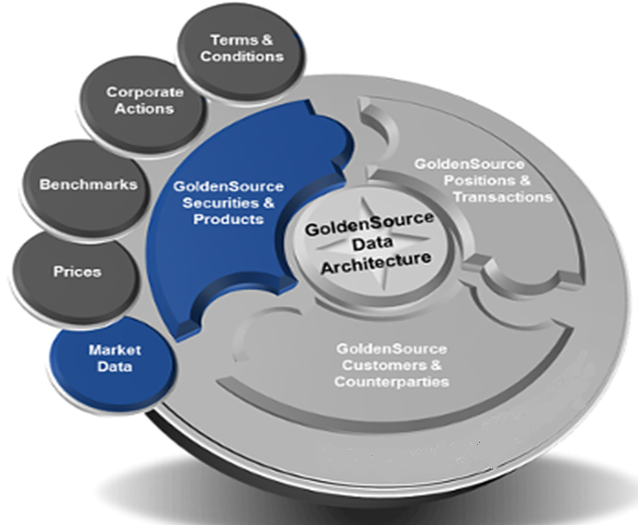 Terms &
Conditions
Corporate
Actions
Benchmarks
Prices
Market
Data
GoldenSource
Securities &
Products
GoldenSource
Positions &
Transactions
GoldenSource
Data
Architecture
GoldenSource
Customers &
Counterparties